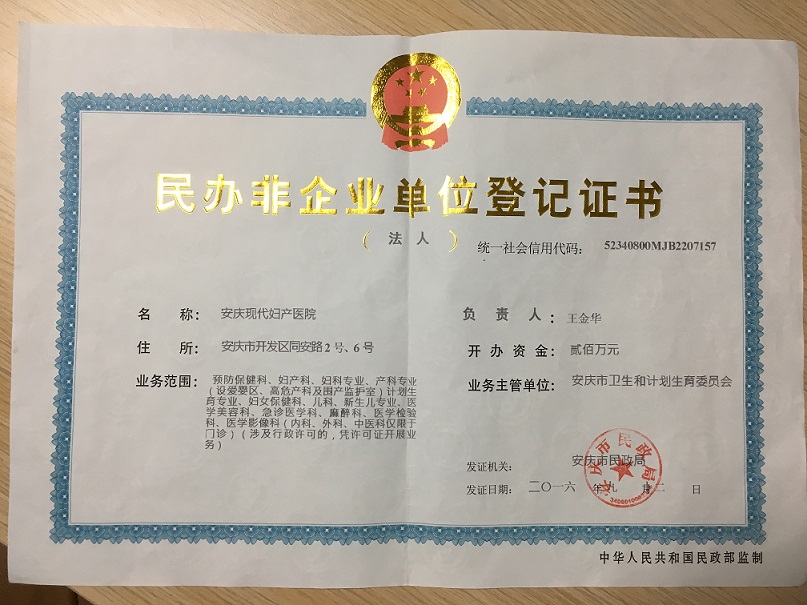 民办非企业单位登记证书
（法人）
统一社会信用代码： 52340800MJB2207157
名 称： 安庆现代妇产医院
负 责 人： 王金华
住 所： 安庆市开发区同安路2号、6号
开 办 资 金： 贰佰万元
业务范围： 预防保健科、妇产科、妇科专业、产科专业
（设爱婴区、高危产科及围产监护室）计划生
育专业、妇女保健科、儿科、新生儿专业、医
学美容科、急诊医学科、麻醉科、医学检验
科、医学影像科（内科、外科、中医科仅限于
门诊）（涉及行政许可的，凭许可证开展业
务）
业务主管单位： 安庆市卫生和计划生育委员会
发证机关： 安庆市民政局
发证日期： 二〇一六 年 九 月 二 日
安庆市民政局
中华人民共和国民政部监制